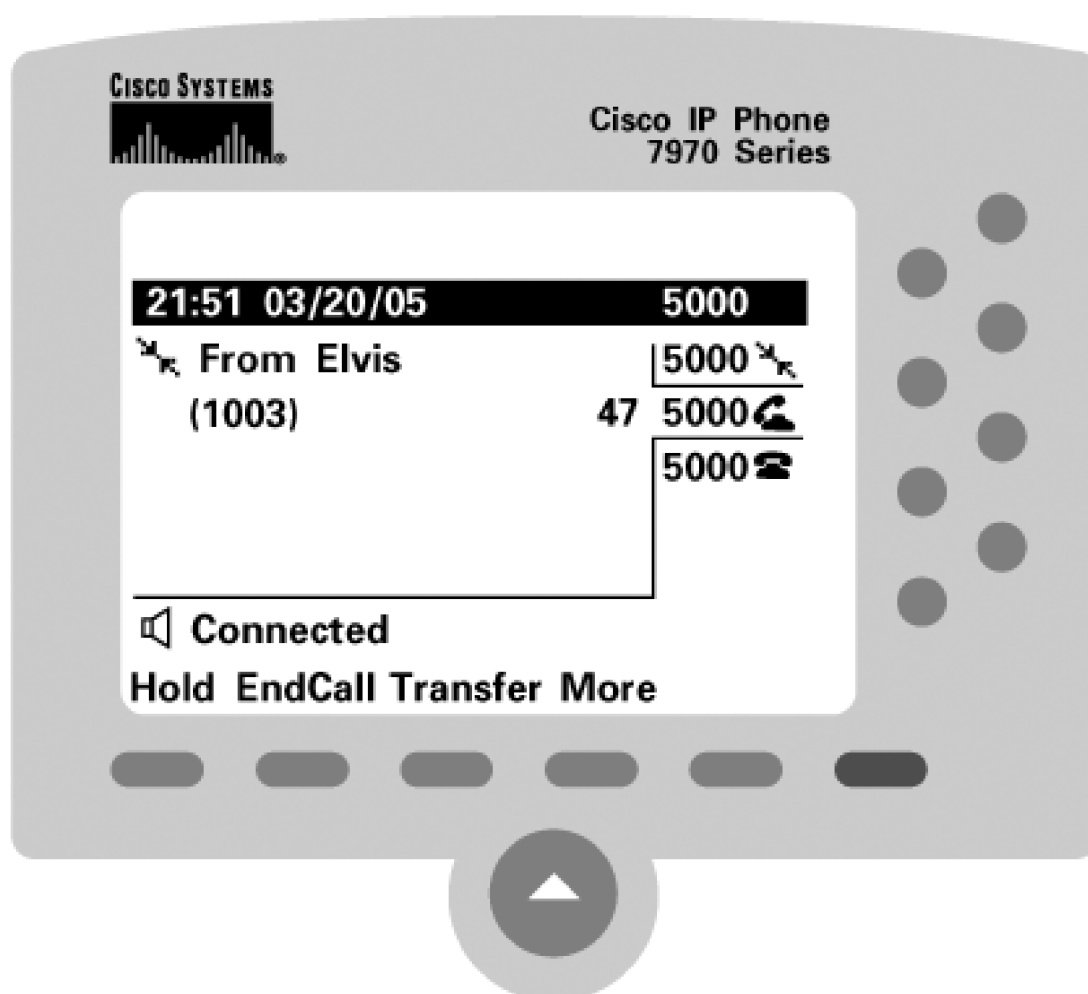 CISCO SYSTEMS
Cisco IP Phone
7970 Series
21:51 03/20/05 5000
From Elvis 5000
(1003) 47 5000
5000
Connected
Hold EndCall Transfer More